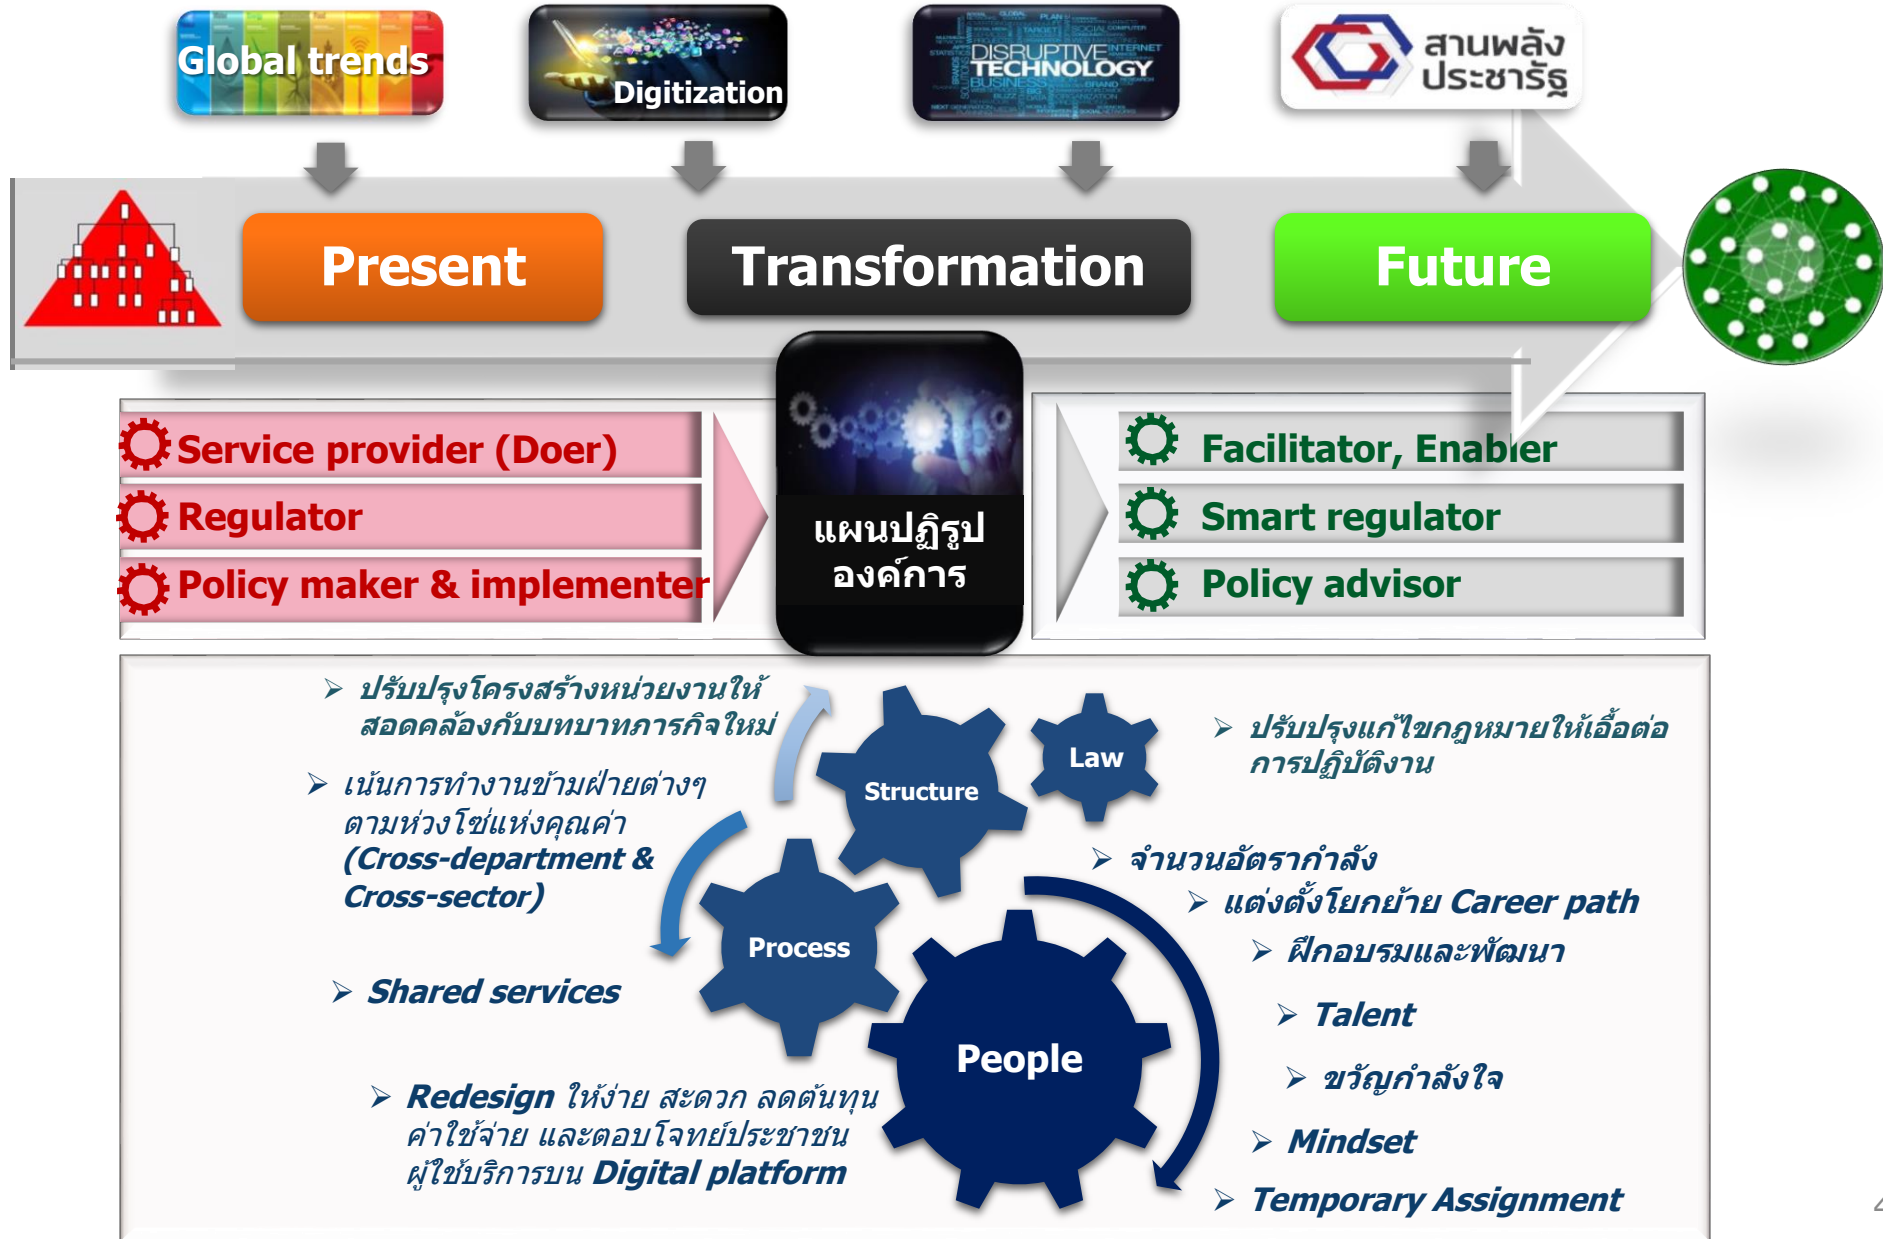 Global trends
Digitization
DISRUPTIVE
TECHNOLOGY
สานพลัง
ประชารัฐ
Present
Transformation
Future
Service provider (Doer)
Regulator
Policy maker & implementer
แผนปฏิรูป
องค์การ
Facilitator, Enabler
Smart regulator
Policy advisor
➢ ปรับปรุงโครงสร้างหน่วยงานให้
สอดคล้องกับบทบาทภารกิจใหม่
➢ เน้นการทำงานข้ามฝ่ายต่างๆ
ตามห่วงโซ่แห่งคุณค่า
(Cross-department &
Cross-sector)
➢ Shared services
➢ Redesign ให้ง่าย สะดวก ลดต้นทุน
ค่าใช้จ่าย และตอบโจทย์ประชาชน
ผู้ใช้บริการบน Digital platform
Structure
Law
Process
People
➢ ปรับปรุงแก้ไขกฎหมายให้เอื้อต่อ
การปฏิบัติงาน
➢ จำนวนอัตรากำลัง
➢ แต่งตั้งโยกย้าย Career path
➢ ฝึกอบรมและพัฒนา
➢ Talent
➢ ขวัญกำลังใจ
➢ Mindset
➢ Temporary Assignment